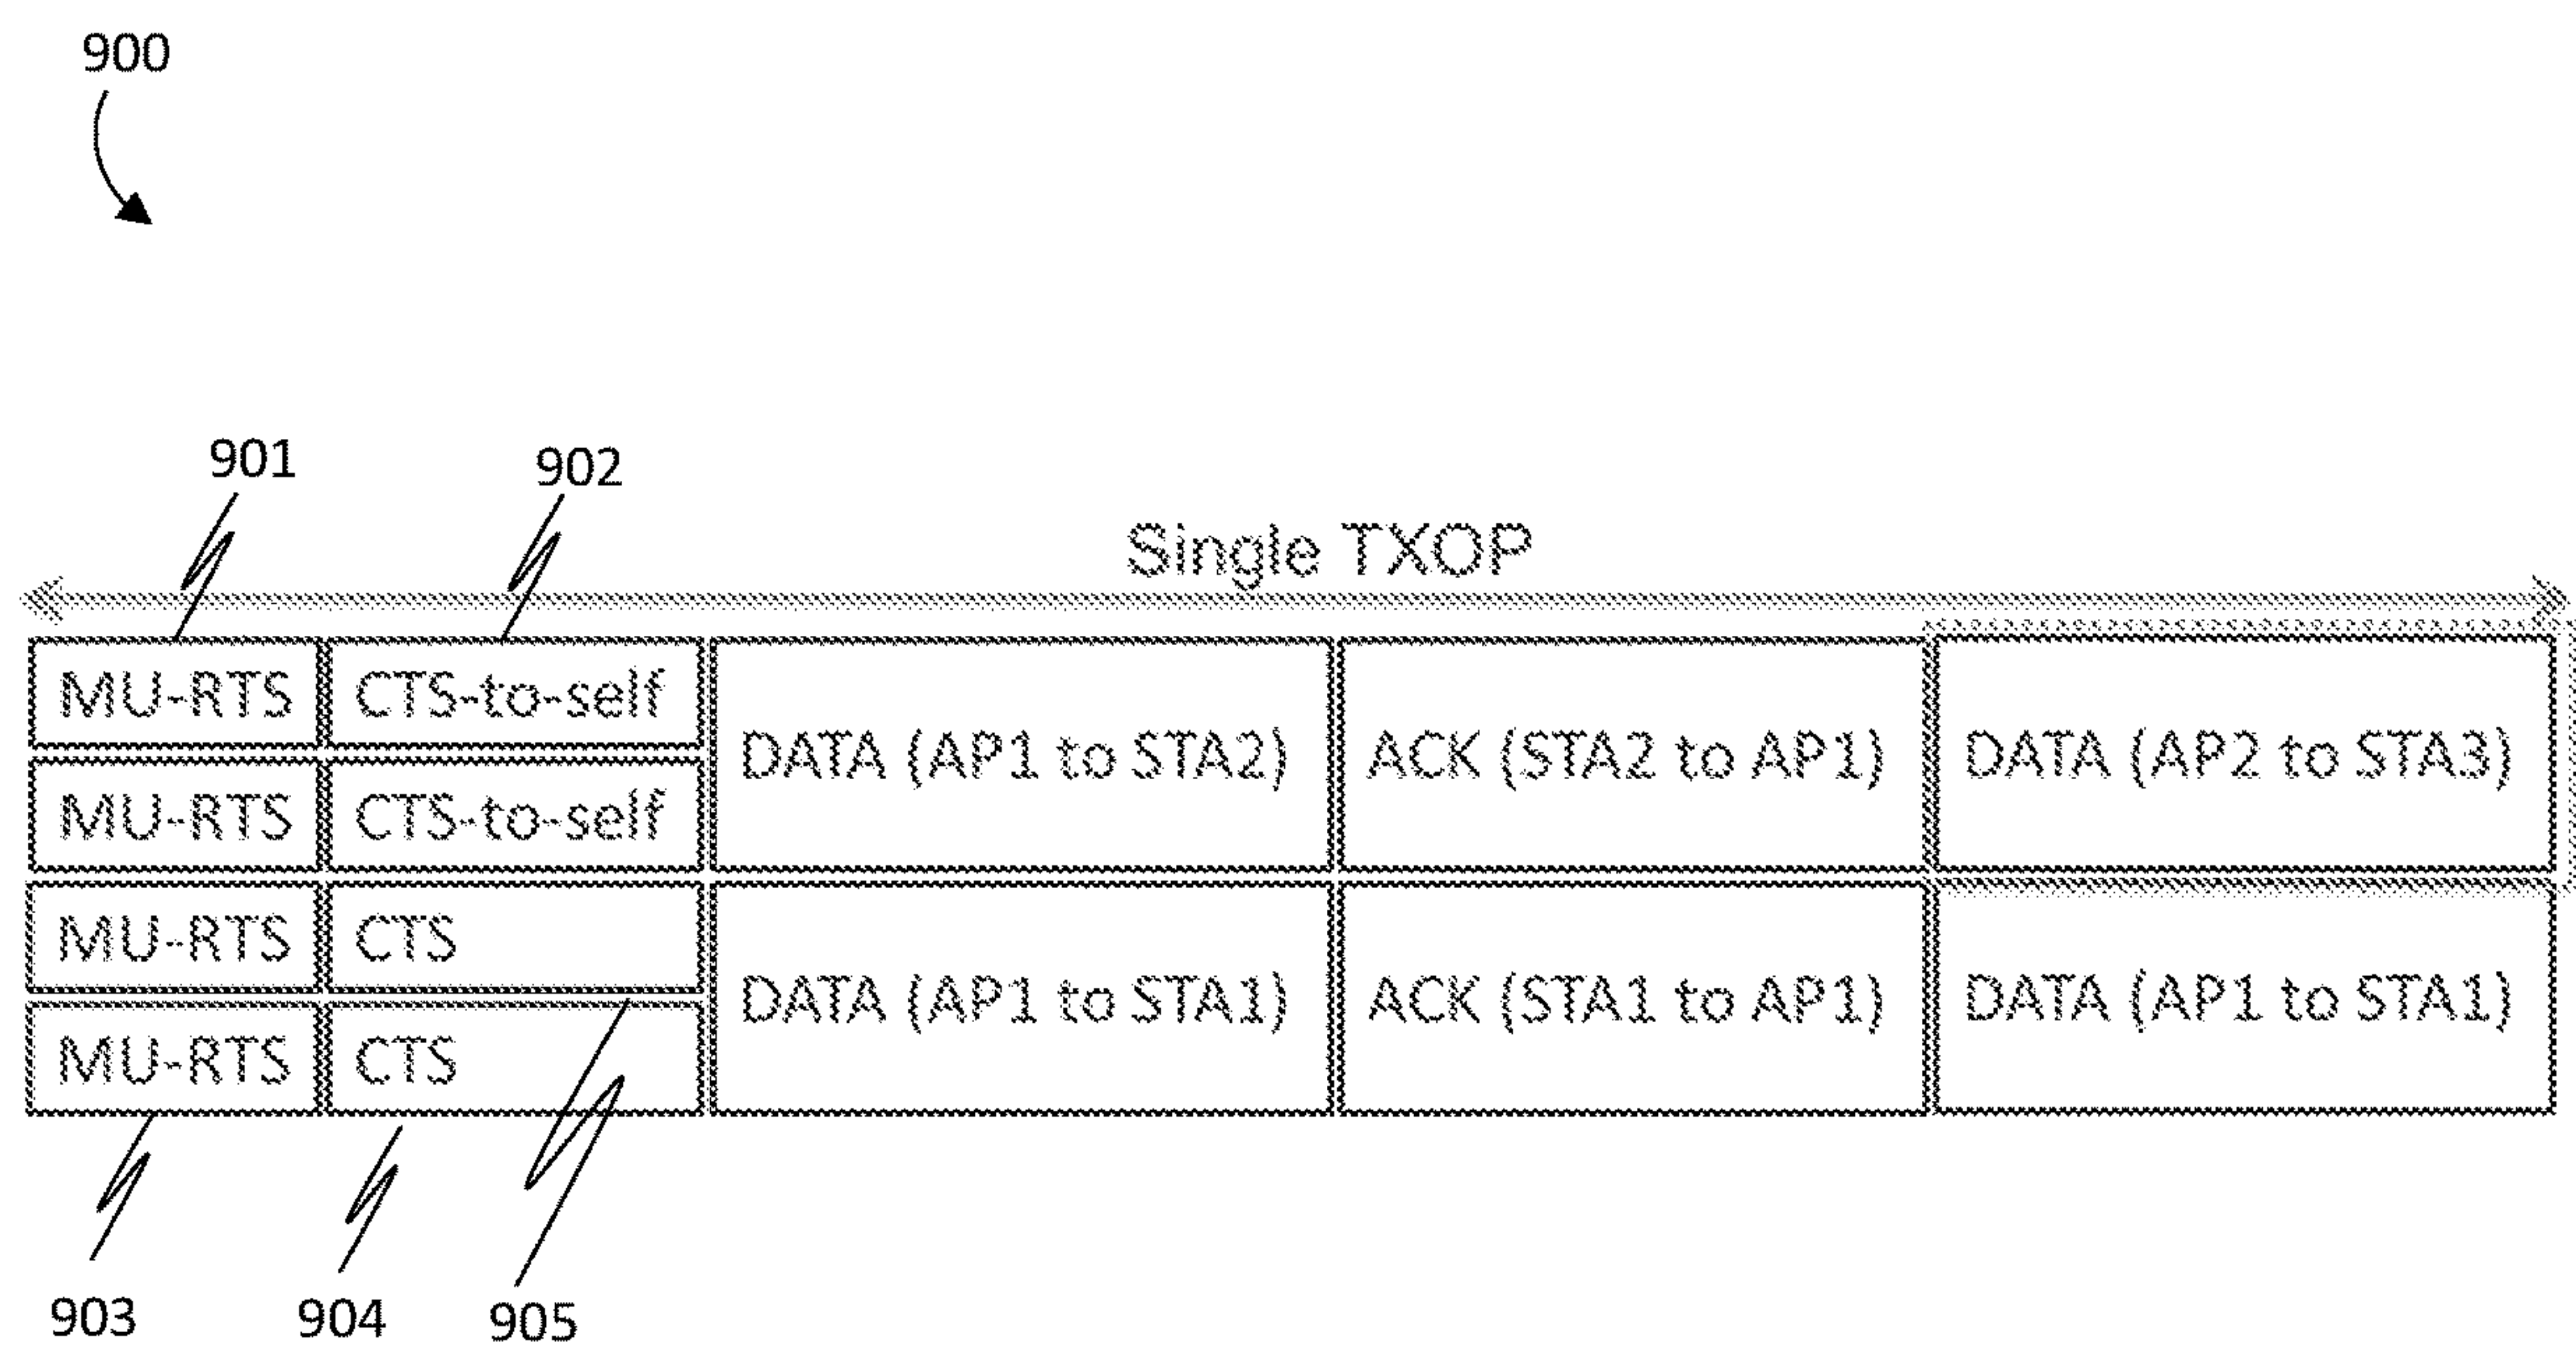 900
901
902
Single TXOP
MU-RTS
CTS-to-self
DATA (AP1 to STA2)
ACK (STA2 to AP1)
DATA (AP2 to STA3)
MU-RTS
CTS-to-self
MU-RTS
CTS
DATA (AP1 to STA1)
ACK (STA1 to AP1)
DATA (AP1 to STA1)
MU-RTS
CTS
903
904
905